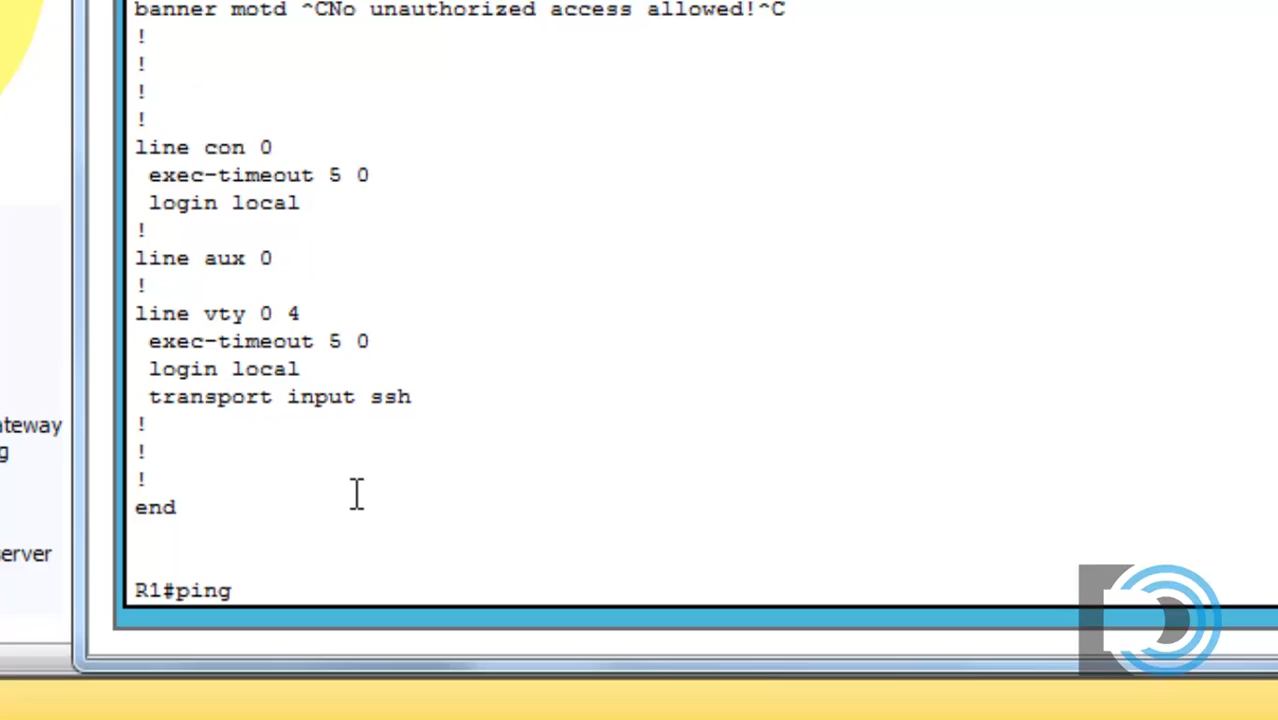 banner motd ^CNo unauthorized access allowed!^C
!
!
!
!
line con 0
exec-timeout 5 0
login local
!
line aux 0
!
line vty 0 4
exec-timeout 5 0
login local
transport input ssh
!
!
!
end
R1#ping
ateway
g
erver